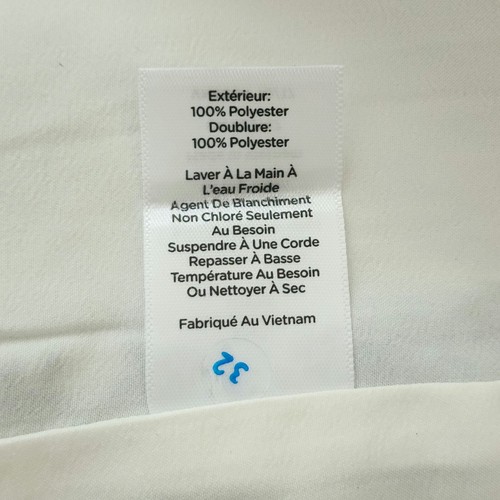 Extérieur:
100% Polyester
Doublure:
100% Polyester
Laver À La Main À
L'eau Froide
Agent De Blanchiment
Non Chloré Seulement
Au Besoin
Suspendre À Une Corde
Repasser À Basse
Température Au Besoin
Ou Nettoyer À Sec
Fabriqué Au Vietnam
32